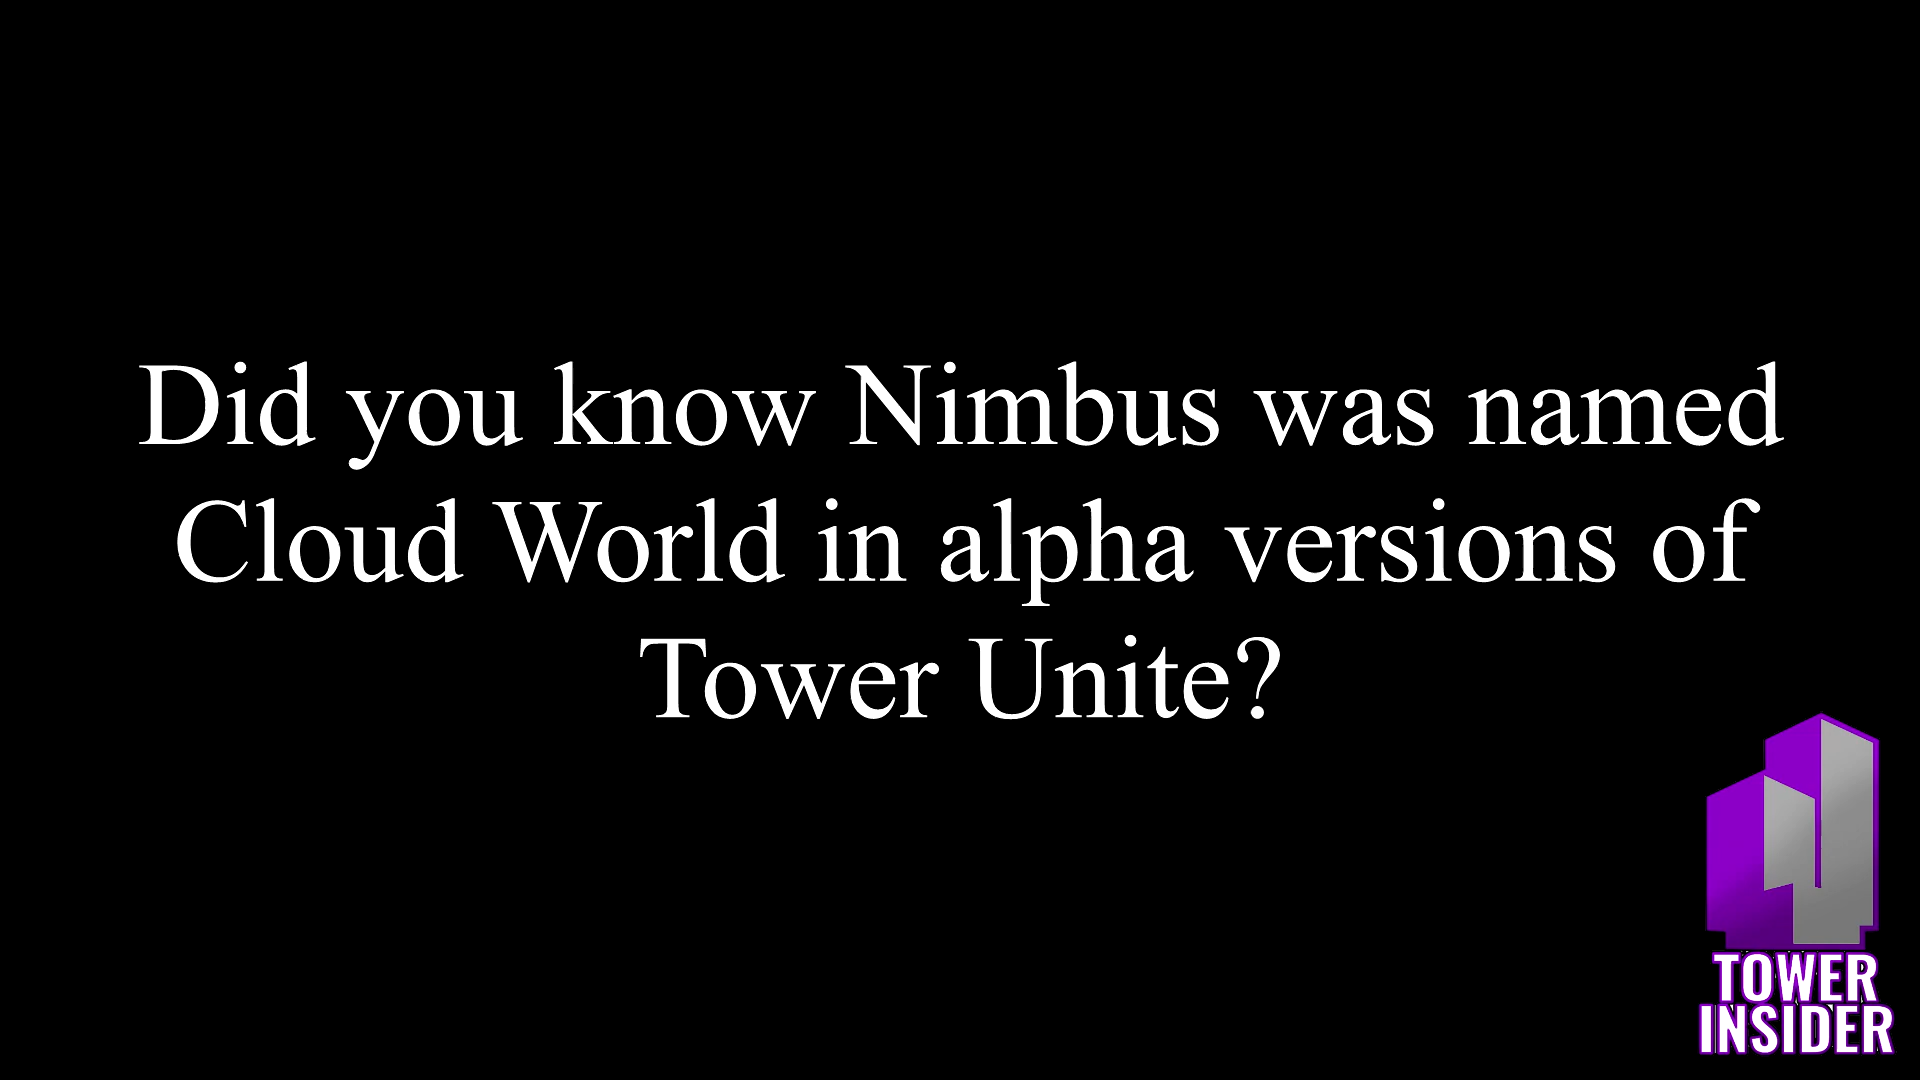 Did you know Nimbus was named
Cloud World in alpha versions of
Tower Unite?
TOWER
INSIDER